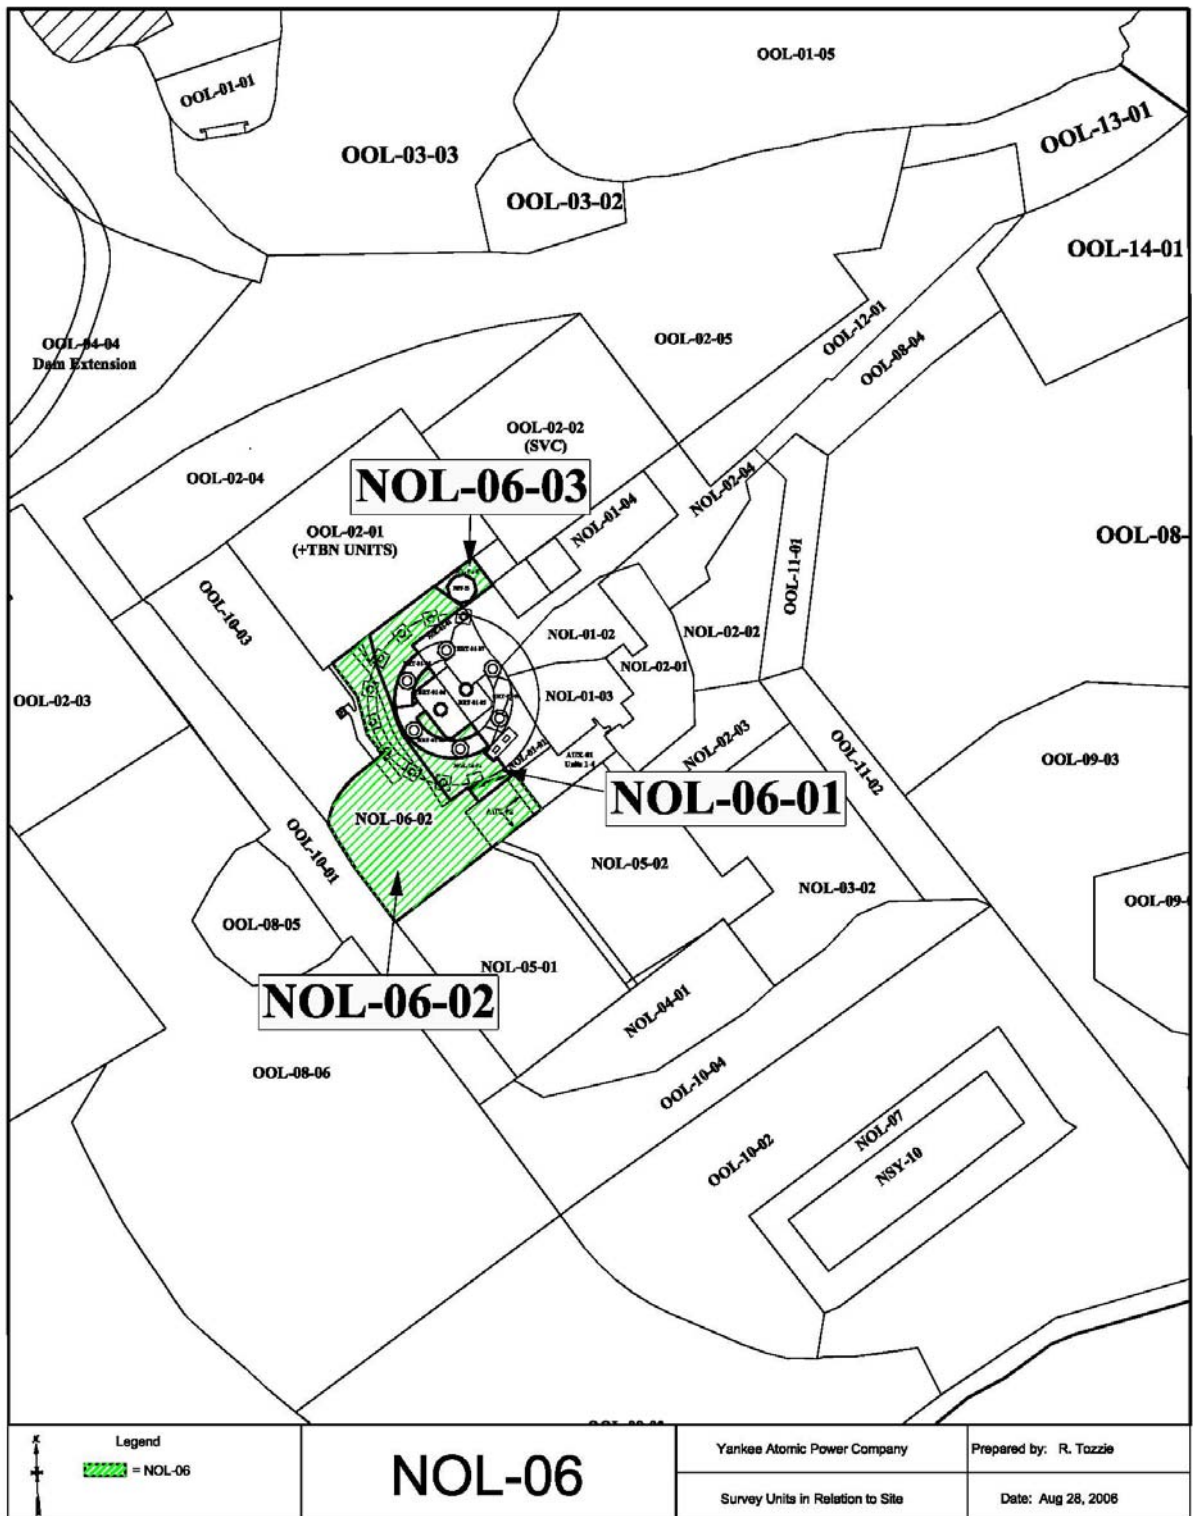 OOL-01-05
OOL-01-01
OOL-13-01
OOL-03-03
OOL-03-02
OOL-14-01
OOL-12-01
OOL-02-05
OOL-04-04
Dam Extension
OOL-08-04
OOL-02-02
(SVC)
OOL-02-04
NOL-06-03
NOL-02-04
NOL-01-04
OOL-02-01
(+TBN UNITS)
OOL-08-
OOL-11-01
OOL-10-03
NOL-01-02
NOL-02-02
NOL-02-01
OOL-02-03
NOL-01-03
NOL-02-03
OOL-11-02
OOL-09-03
AUX-01
Units 1-4
NOL-06-01
NOL-06-02
OOL-10-01
NOL-05-02
NOL-03-02
OOL-09-
OOL-08-05
NOL-05-01
NOL-06-02
NOL-04-01
OOL-08-06
OOL-10-04
NOL-07
OOL-10-02
NSY-10
Legend
= NOL-06
NOL-06
Yankee Atomic Power Company
Prepared by: R. Tozzie
Survey Units in Relation to Site
Date: Aug 28, 2006